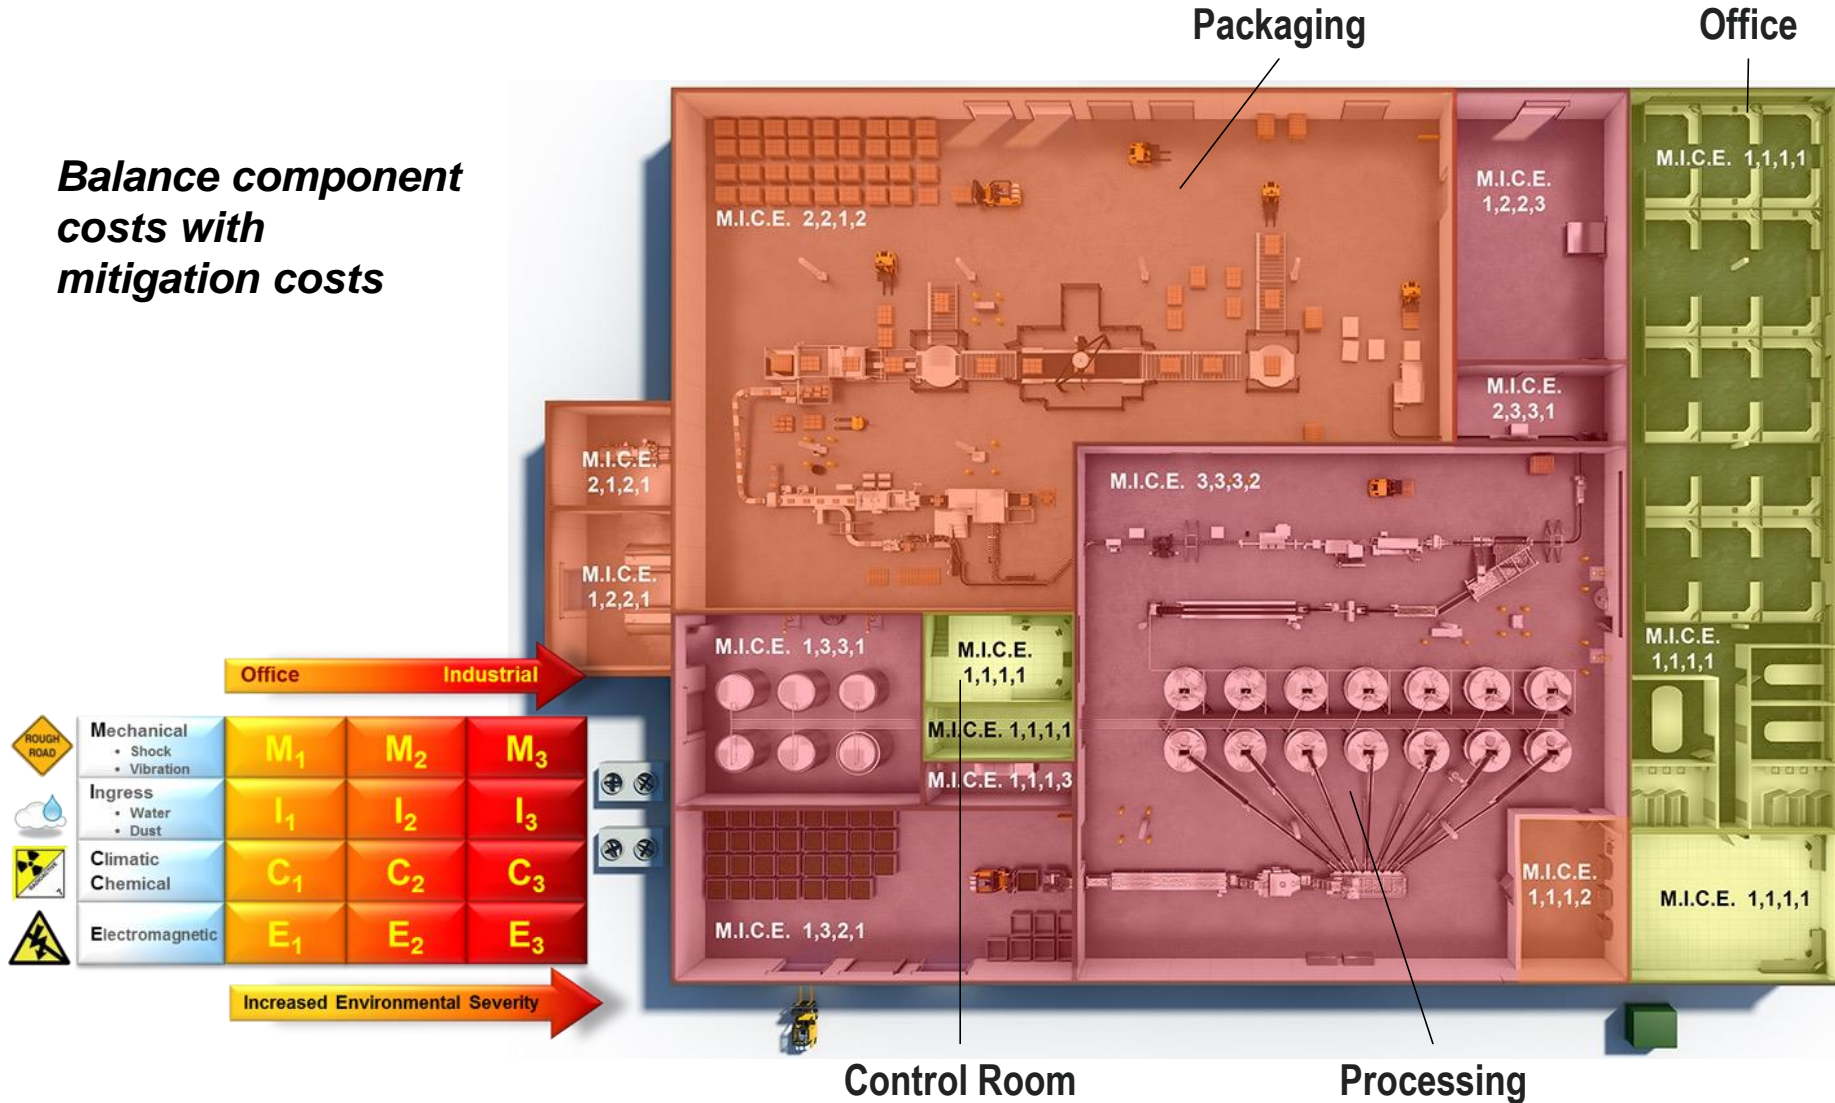 Packaging
Office
Balance component
costs with
mitigation costs
M.I.C.E. 2,2,1,2
M.I.C.E.
1,2,2,3
M.I.C.E. 1,1,1,1
M.I.C.E.
2,3,3,1
M.I.C.E.
2,1,2,1
M.I.C.E. 3,3,3,2
M.I.C.E.
1,2,2,1
M.I.C.E. 1,3,3,1
M.I.C.E.
1,1,1,1
M.I.C.E.
1,1,1,1
M.I.C.E. 1,1,1,1
M.I.C.E. 1,1,1,3
M.I.C.E.
1,1,1,2
M.I.C.E. 1,1,1,1
M.I.C.E. 1,3,2,1
Office Industrial
ROUGH
ROAD
Mechanical
• Shock
• Vibration
M1 M2 M3
Ingress
• Water
• Dust
I1 I2 I3
RADIOACTIVE
7
Climatic
Chemical
C1 C2 C3
Electromagnetic
E1 E2 E3
Increased Environmental Severity
Control Room
Processing